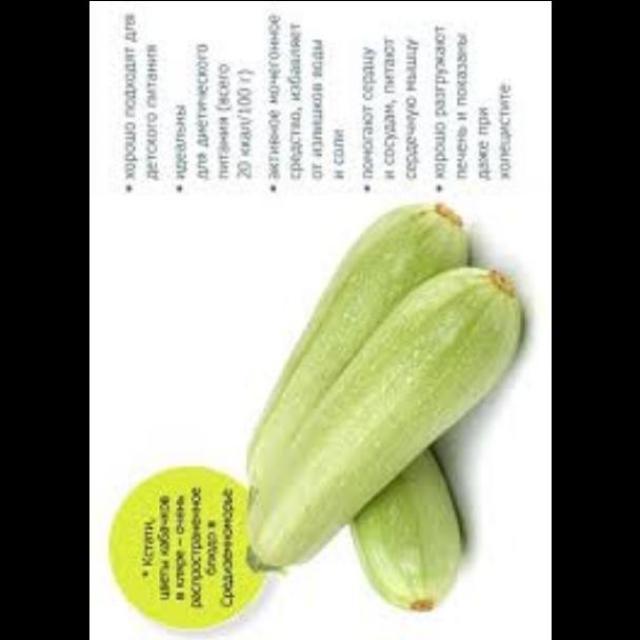 • хорошо подходят для
детского питания
• идеальны
для диетического
питания (всего
20 ккал/100 г)
• активное мочегонное
средство, избавляет
от излишков воды
и соли
• помогают сердцу
и сосудам, питают
сердечную мышцу
• хорошо разгружают
печень и показаны
даже при
холецистите
* Кстати,
цветы кабачков
в кляре – очень
распространенное
блюдо в
Средиземноморье